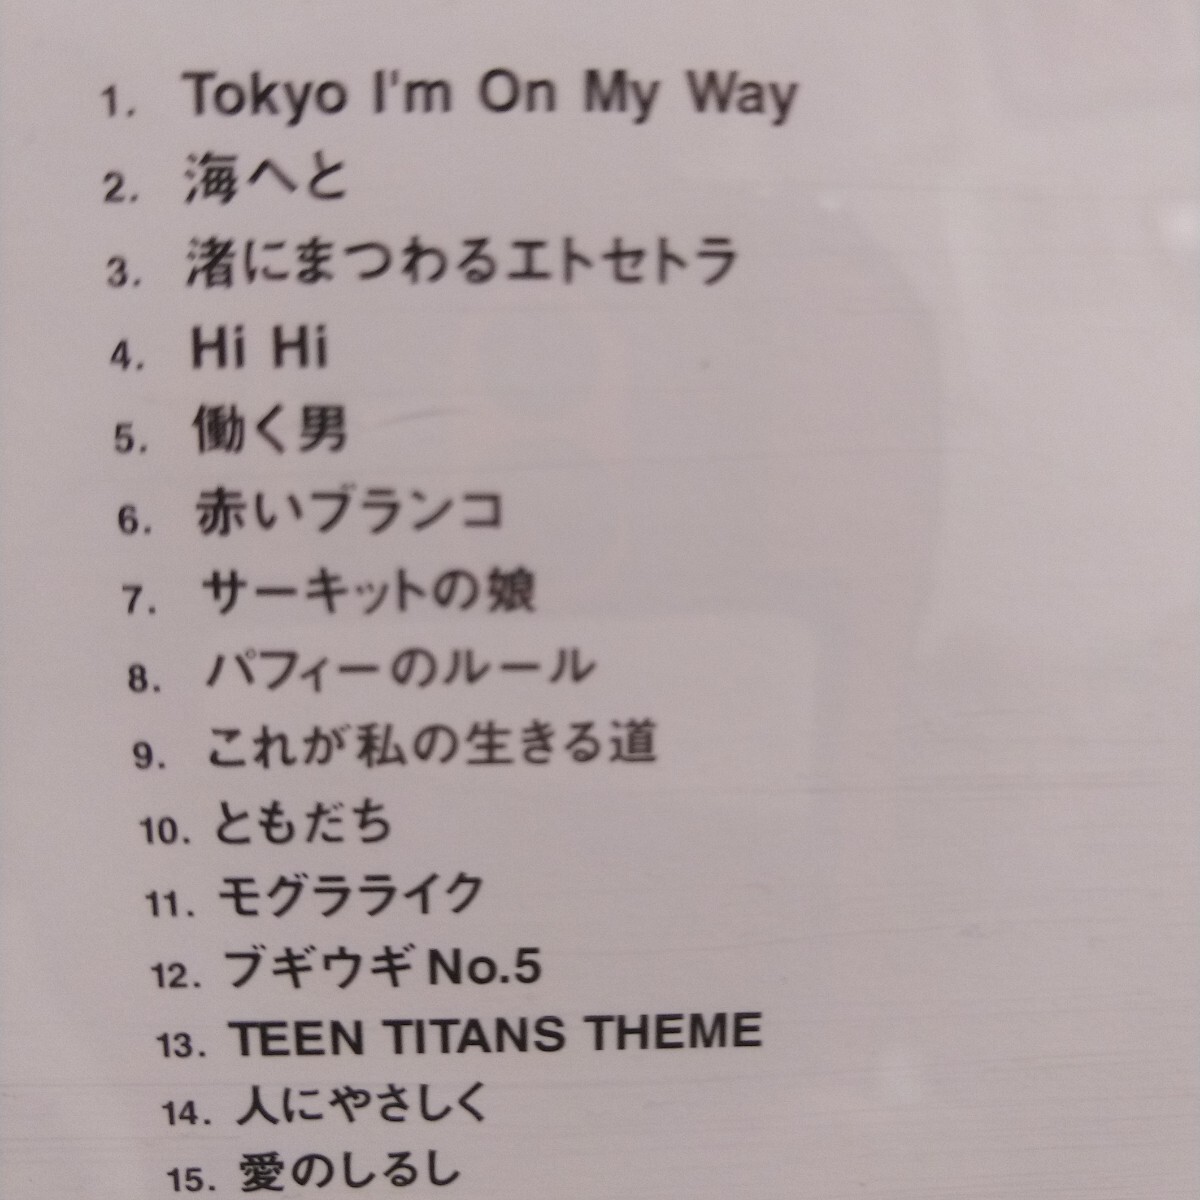 1. Tokyo I'm On My Way
2. 海へと
3. 渚にまつわるエトセトラ
4. Hi Hi
5. 働く男
6. 赤いブランコ
7. サーキットの娘
8. パフィーのルール
9. これが私の生きる道
10. ともだち
11. モグラライク
12. ブギウギNo.5
13. TEEN TITANS THEME
14. 人にやさしく
15. 愛のしるし